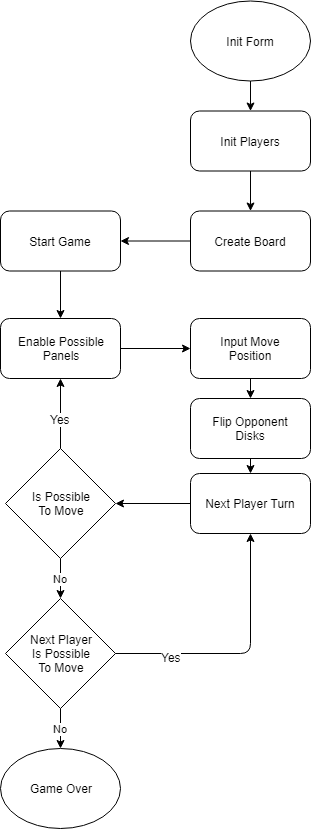 Init Form
Init Players
Start Game
Create Board
Enable Possible
Panels
Input Move
Position
Yes
Flip Opponent
Disks
Is Possible
To Move
Next Player Turn
No
Next Player
Is Possible
To Move
Yes
No
Game Over